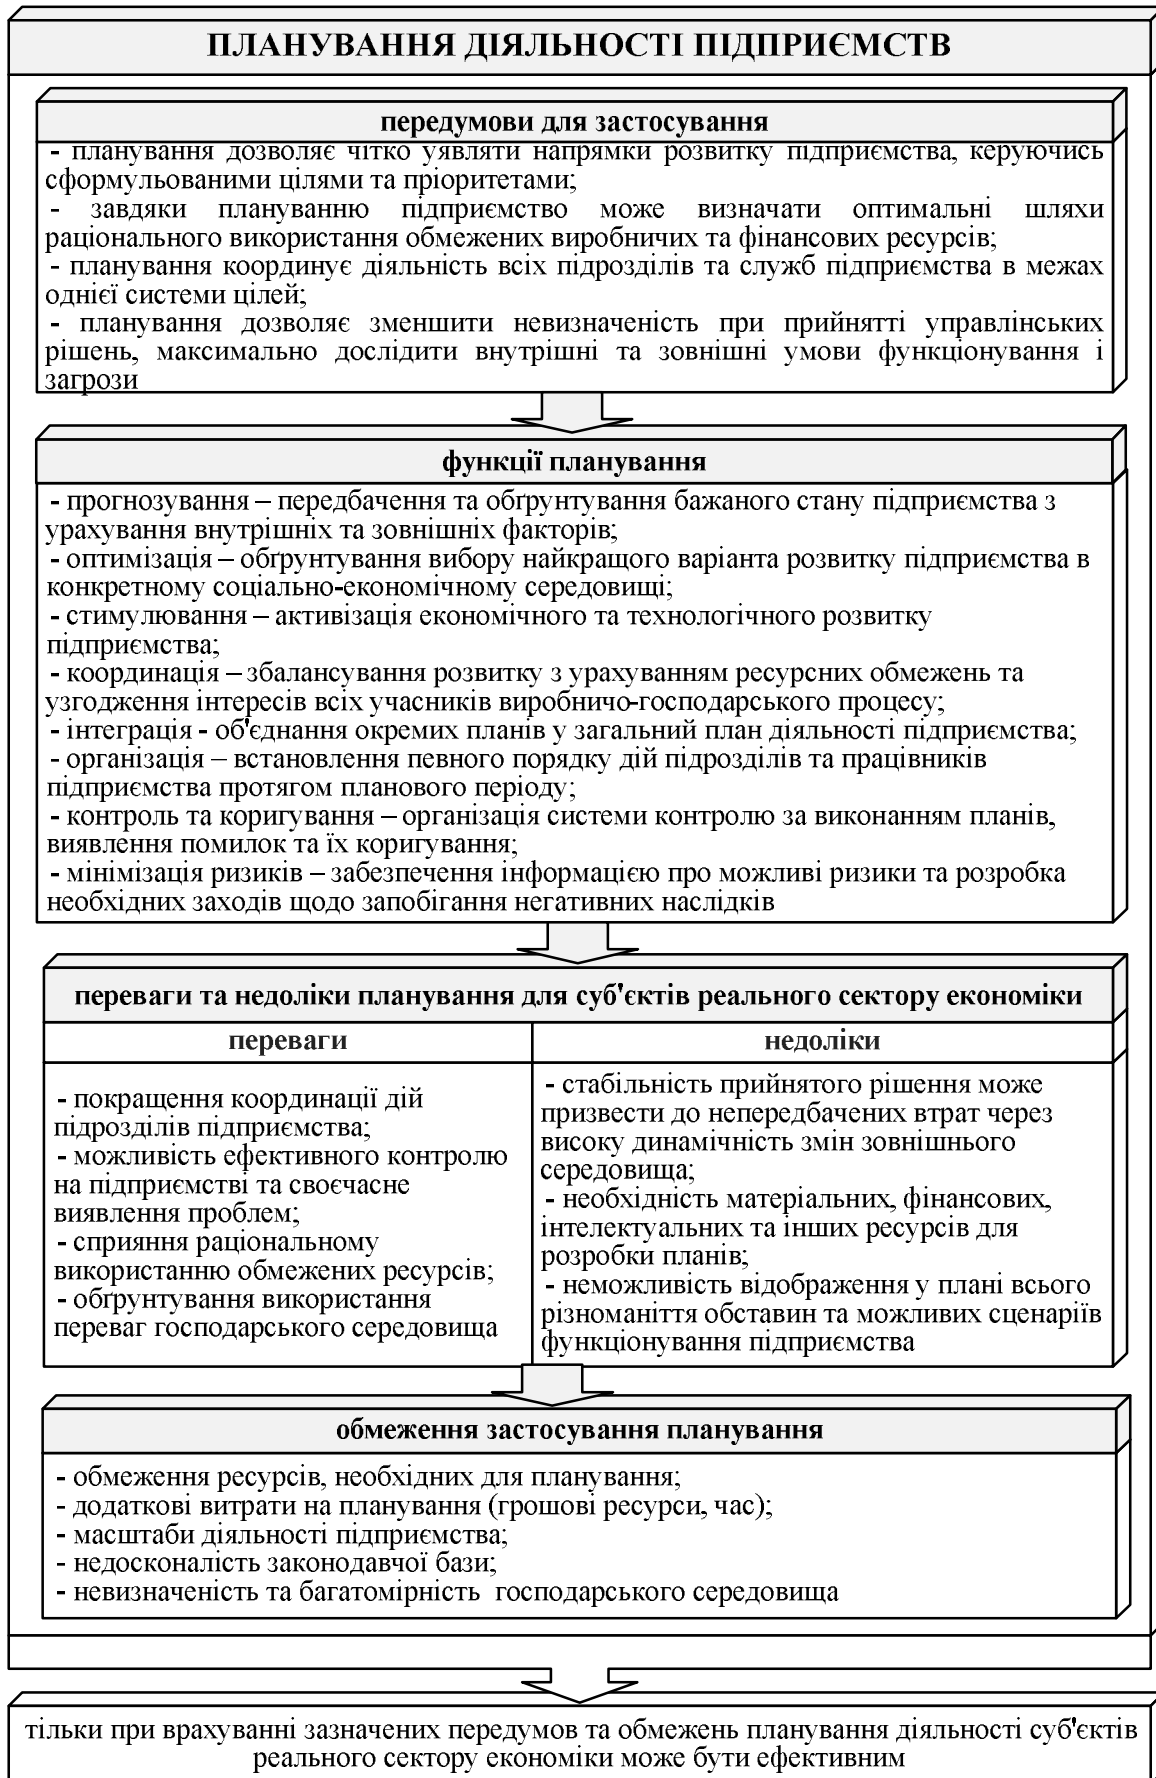 ПЛАНУВАННЯ ДІЯЛЬНОСТІ ПІДПРИЄМСТВ
передумови для застосування
- планування дозволяє чітко уявляти напрямки розвитку підприємства, керуючись
сформульованими цілями та пріоритетами;
- завдяки плануванню підприємство може визначати оптимальні шляхи
раціонального використання обмежених виробничих та фінансових ресурсів;
- планування координує діяльність всіх підрозділів та служб підприємства в межах
однієї системи цілей;
- планування дозволяє зменшити невизначеність при прийнятті управлінських
рішень, максимально дослідити внутрішні та зовнішні умови функціонування і
загрози
функції планування
- прогнозування – передбачення та обґрунтування бажаного стану підприємства з
урахування внутрішніх та зовнішніх факторів;
- оптимізація – обґрунтування вибору найкращого варіанта розвитку підприємства в
конкретному соціально-економічному середовищі;
- стимулювання – активізація економічного та технологічного розвитку
підприємства;
- координація – збалансування розвитку з урахуванням ресурсних обмежень та
узгодження інтересів всіх учасників виробничо-господарського процесу;
- інтеграція - об'єднання окремих планів у загальний план діяльності підприємства;
- організація – встановлення певного порядку дій підрозділів та працівників
підприємства протягом планового періоду;
- контроль та коригування – організація системи контролю за виконанням планів,
виявлення помилок та їх коригування;
- мінімізація ризиків – забезпечення інформацією про можливі ризики та розробка
необхідних заходів щодо запобігання негативних наслідків
переваги та недоліки планування для суб'єктів реального сектору економіки
переваги
- покращення координації дій
підрозділів підприємства;
- можливість ефективного контролю
на підприємстві та своєчасне
виявлення проблем;
- сприяння раціональному
використанню обмежених ресурсів;
- обґрунтування використання
переваг господарського середовища
недоліки
- стабільність прийнятого рішення може
призвести до непередбачених втрат через
високу динамічність змін зовнішнього
середовища;
- необхідність матеріальних, фінансових,
інтелектуальних та інших ресурсів для
розробки планів;
- неможливість відображення у плані всього
різноманіття обставин та можливих сценаріїв
функціонування підприємства
обмеження застосування планування
- обмеження ресурсів, необхідних для планування;
- додаткові витрати на планування (грошові ресурси, час);
- масштаби діяльності підприємства;
- недосконалість законодавчої бази;
- невизначеність та багатомірність господарського середовища
тільки при врахуванні зазначених передумов та обмежень планування діяльності суб'єктів
реального сектору економіки може бути ефективним